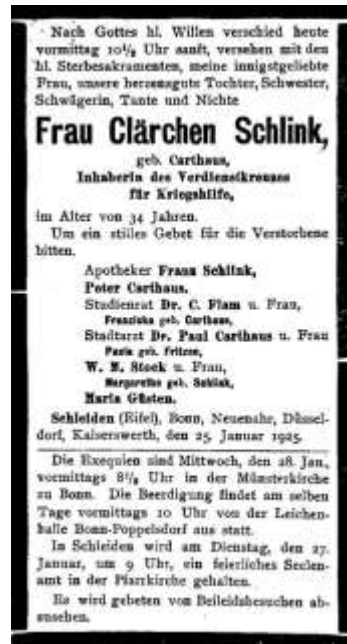 Nach Gottes hl. Willen verschied heute
vormittag 10½ Uhr sanft, versehen mit den
hl. Sterbesakramenten, meine innigstgeliebte
Frau, unsere herzensgute Tochter, Schwester,
Schwägerin, Tante und Nichte
Frau Clärchen Schlink,
geb. Carthaus,
Inhaberin des Verdienstkreuzes
für Kriegshilfe,
im Alter von 34 Jahren.
Um ein stilles Gebet für die Verstorbene
bitten.
Apotheker Franz Schlink,
Peter Carthaus,
Studienrat Dr. C. Flam u. Frau,
Franziska geb. Carthaus,
Stadtarzt Dr. Paul Carthaus u. Frau
Paula geb. Fritzen,
W. M. Stock u. Frau,
Margarethe geb. Schlink,
Maria Güsten.
Schleiden (Eifel), Bonn, Neuenahr, Düssel-
dorf, Kaiserswerth, den 25. Januar 1925.
Die Exequien sind Mittwoch, den 28. Jan.,
vormittags 8½ Uhr in der Münsterkirche
zu Bonn. Die Beerdigung findet am selben
Tage vormittags 10 Uhr von der Leichen-
halle Bonn-Poppelsdorf aus statt.
In Schleiden wird am Dienstag, den 27.
Januar, um 9 Uhr, ein feierliches Seelen-
amt in der Pfarrkirche gehalten.
Es wird gebeten von Beileidsbesuchen ab-
zusehen.